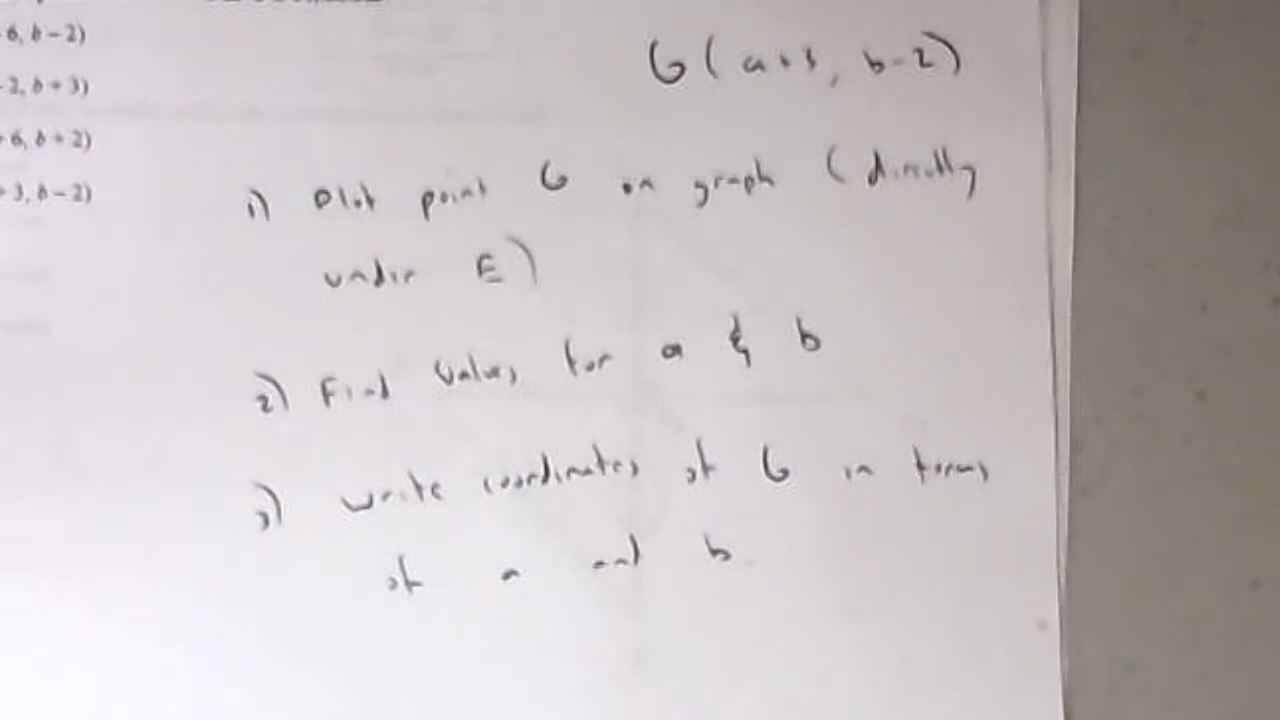 6, b – 2)
2, b + 3)
6, b + 2)
3, b – 2)
G(a+3, b-2)
1) Plot point G on graph (directly
under E)
2) Find values for a & b
3) write coordinates of G in terms
of a and b